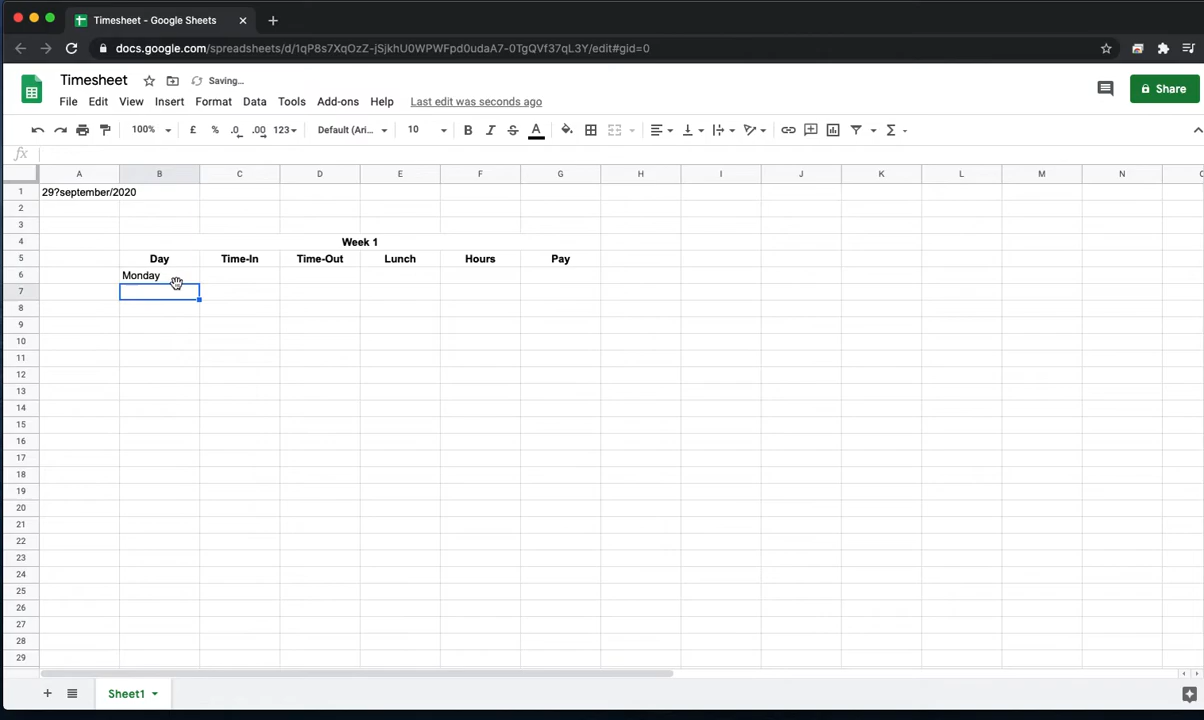 Timesheet - Google Sheets
docs.google.com/spreadsheets/d/1qP8s7XqOzZ-jSjkhU0WPWFpd0udaA7-0TgQVf37qL3Y/edit#gid=0
Timesheet Saving…
Share
File Edit View Insert Format Data Tools Add-ons Help Last edit was seconds ago
100% £ % .0 .00 123 Default (Ari... 10 B I S A Σ
fx
A B C D E F G H I J K L M N
1 29?september/2020
2
3
4 Week 1
5 Day Time-In Time-Out Lunch Hours Pay
6 Monday
7
8
9
10
11
12
13
14
15
16
17
18
19
20
21
22
23
24
25
26
27
28
29
Sheet1